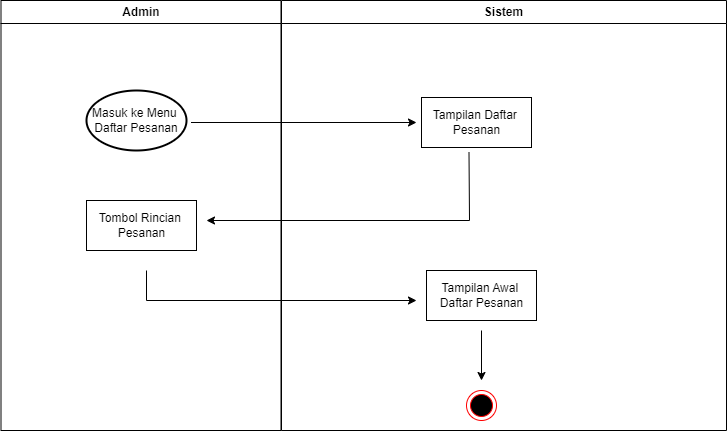 Admin
Sistem
Masuk ke Menu
Daftar Pesanan
Tampilan Daftar
Pesanan
Tombol Rincian
Pesanan
Tampilan Awal
Daftar Pesanan